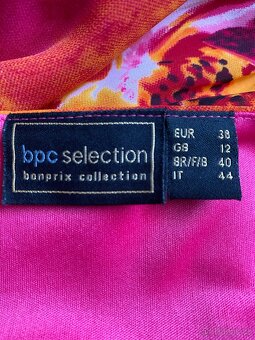 bpc selection
bonprix collection
EUR 38
GB 12
BR/F/B 40
IT 44